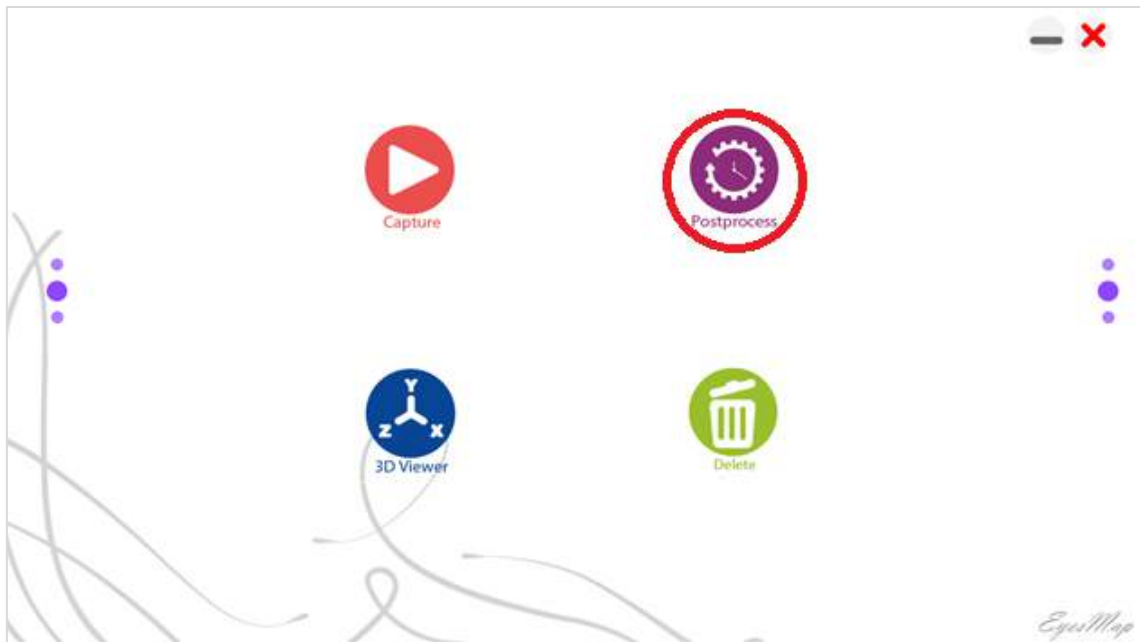 Capture
Postprocess
Y
Z X
3D Viewer
Delete
EyesMap